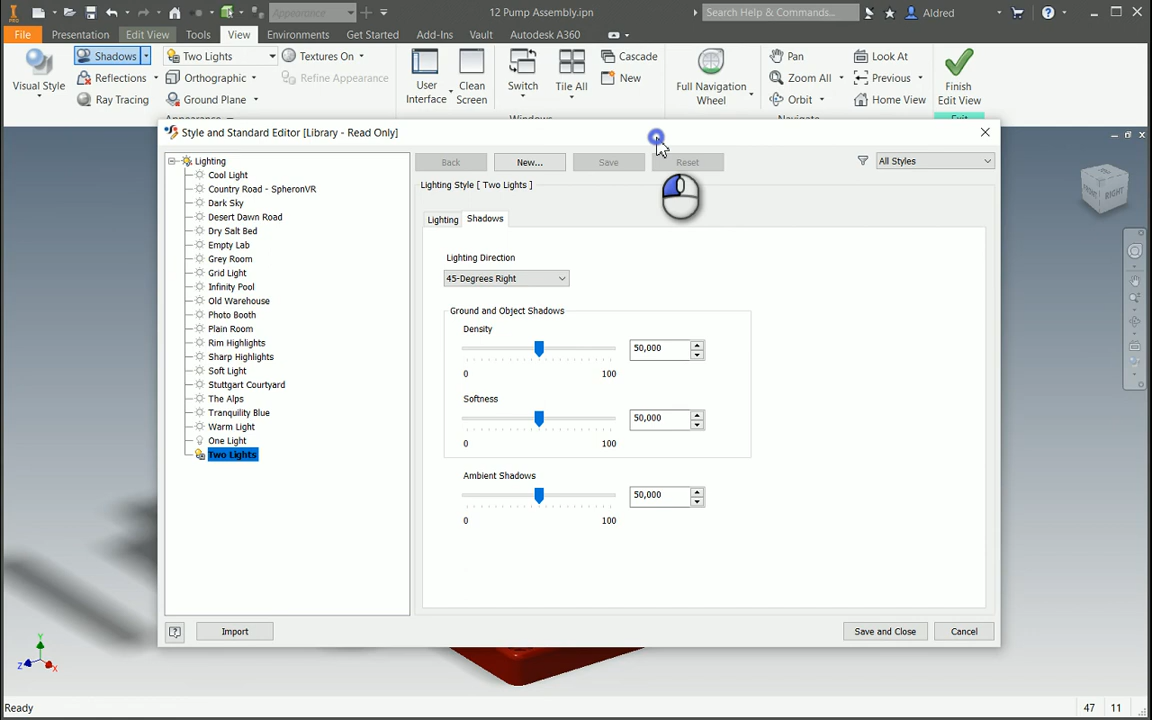 PRO
Appearance
12 Pump Assembly.ipn
Search Help & Commands...
Aldred
File
Presentation
Edit View
Tools
View
Environments
Get Started
Add-Ins
Vault
Autodesk A360
Visual Style
Shadows
Reflections
Ray Tracing
Two Lights
Orthographic
Ground Plane
Textures On
Refine Appearance
User Interface
Clean Screen
Switch
Tile All
Cascade
New
Full Navigation Wheel
Pan
Zoom All
Orbit
Look At
Previous
Home View
Finish Edit View
Appearance
Windows
Navigate
Exit
Style and Standard Editor [Library - Read Only]
Lighting
Cool Light
Country Road - SpheronVR
Dark Sky
Desert Dawn Road
Dry Salt Bed
Empty Lab
Grey Room
Grid Light
Infinity Pool
Old Warehouse
Photo Booth
Plain Room
Rim Highlights
Sharp Highlights
Soft Light
Stuttgart Courtyard
The Alps
Tranquility Blue
Warm Light
One Light
Two Lights
Back
New...
Save
Reset
All Styles
Lighting Style [ Two Lights ]
Lighting
Shadows
Lighting Direction
45-Degrees Right
Ground and Object Shadows
Density
50,000
0 100
Softness
50,000
0 100
Ambient Shadows
50,000
0 100
Import
Save and Close
Cancel
RIGHT
Y
Z
X
Ready
47 11